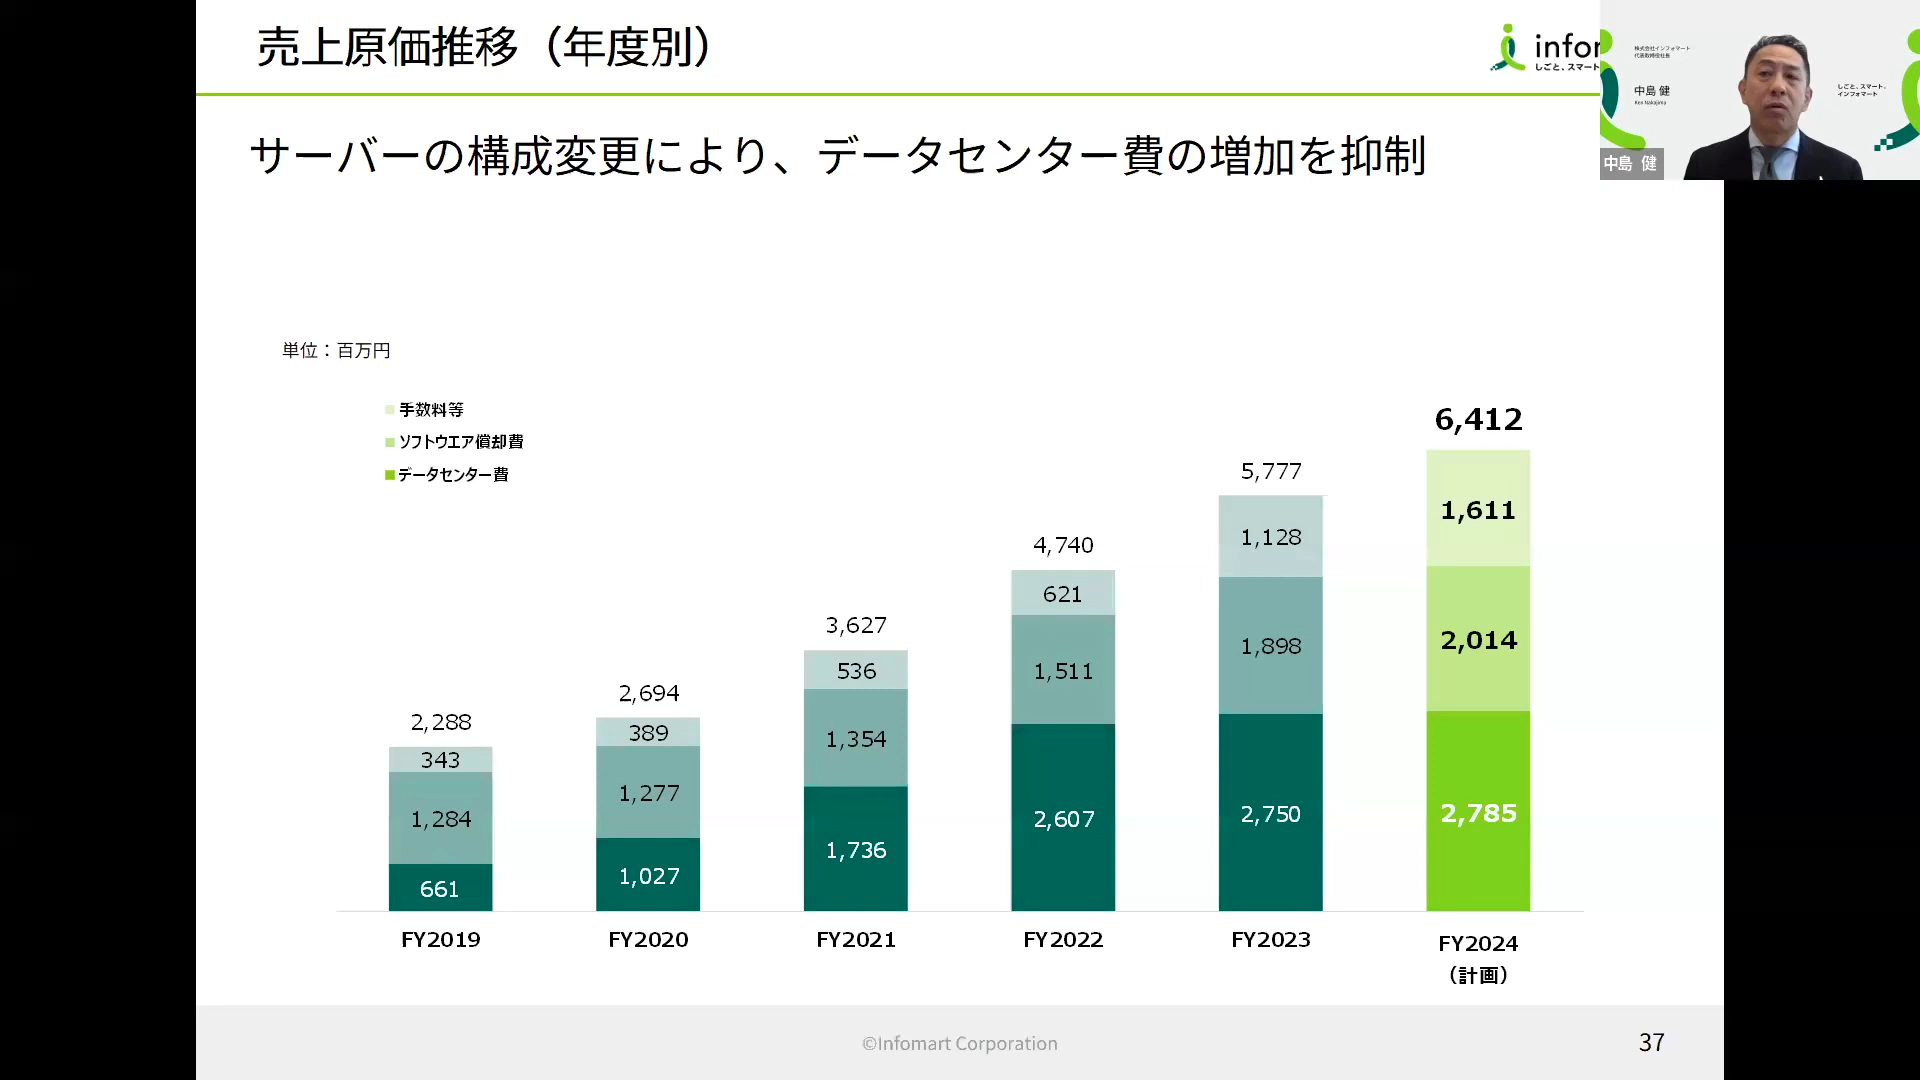 売上原価推移（年度別）
infor
しごと、スマート
株式会社インフォマート
代表取締役社長
中島 健
Ken Nakajima
しごと、スマート。
インフォマート
中島 健
サーバーの構成変更により、データセンター費の増加を抑制
単位：百万円
手数料等
ソフトウエア償却費
データセンター費
2,288
343
1,284
661
FY2019
2,694
389
1,277
1,027
FY2020
3,627
536
1,354
1,736
FY2021
4,740
621
1,511
2,607
FY2022
5,777
1,128
1,898
2,750
FY2023
6,412
1,611
2,014
2,785
FY2024
（計画）
©Infomart Corporation
37